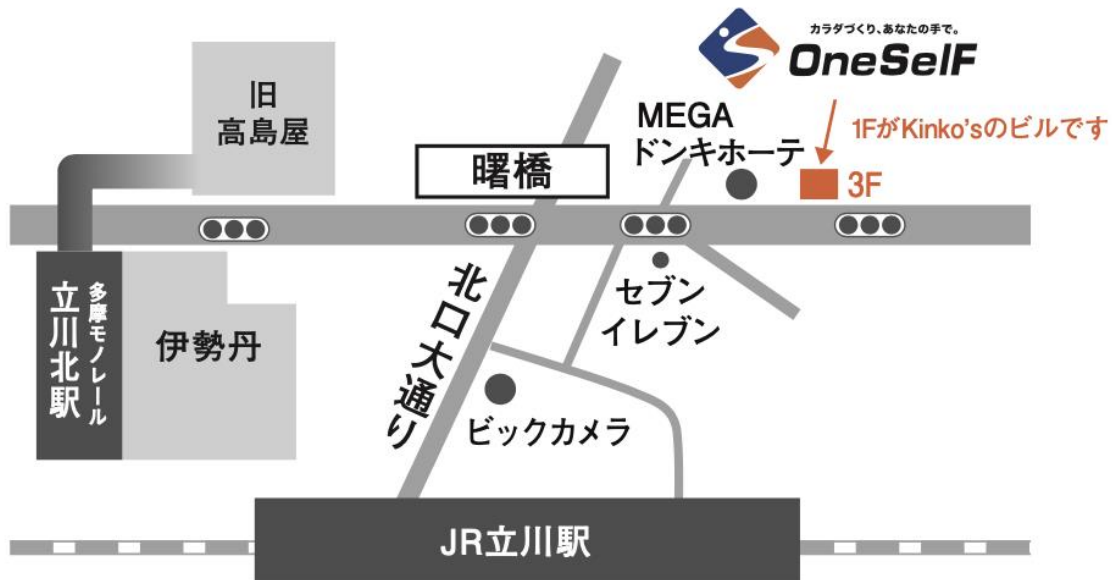 カラダづくり、あなたの手で。
OneSelF
旧
高島屋
MEGA
ドンキホーテ
1FがKinko'sのビルです
曙橋
3F
多摩モノレール
立川北駅
伊勢丹
北口大通り
セブン
イレブン
ビックカメラ
JR立川駅